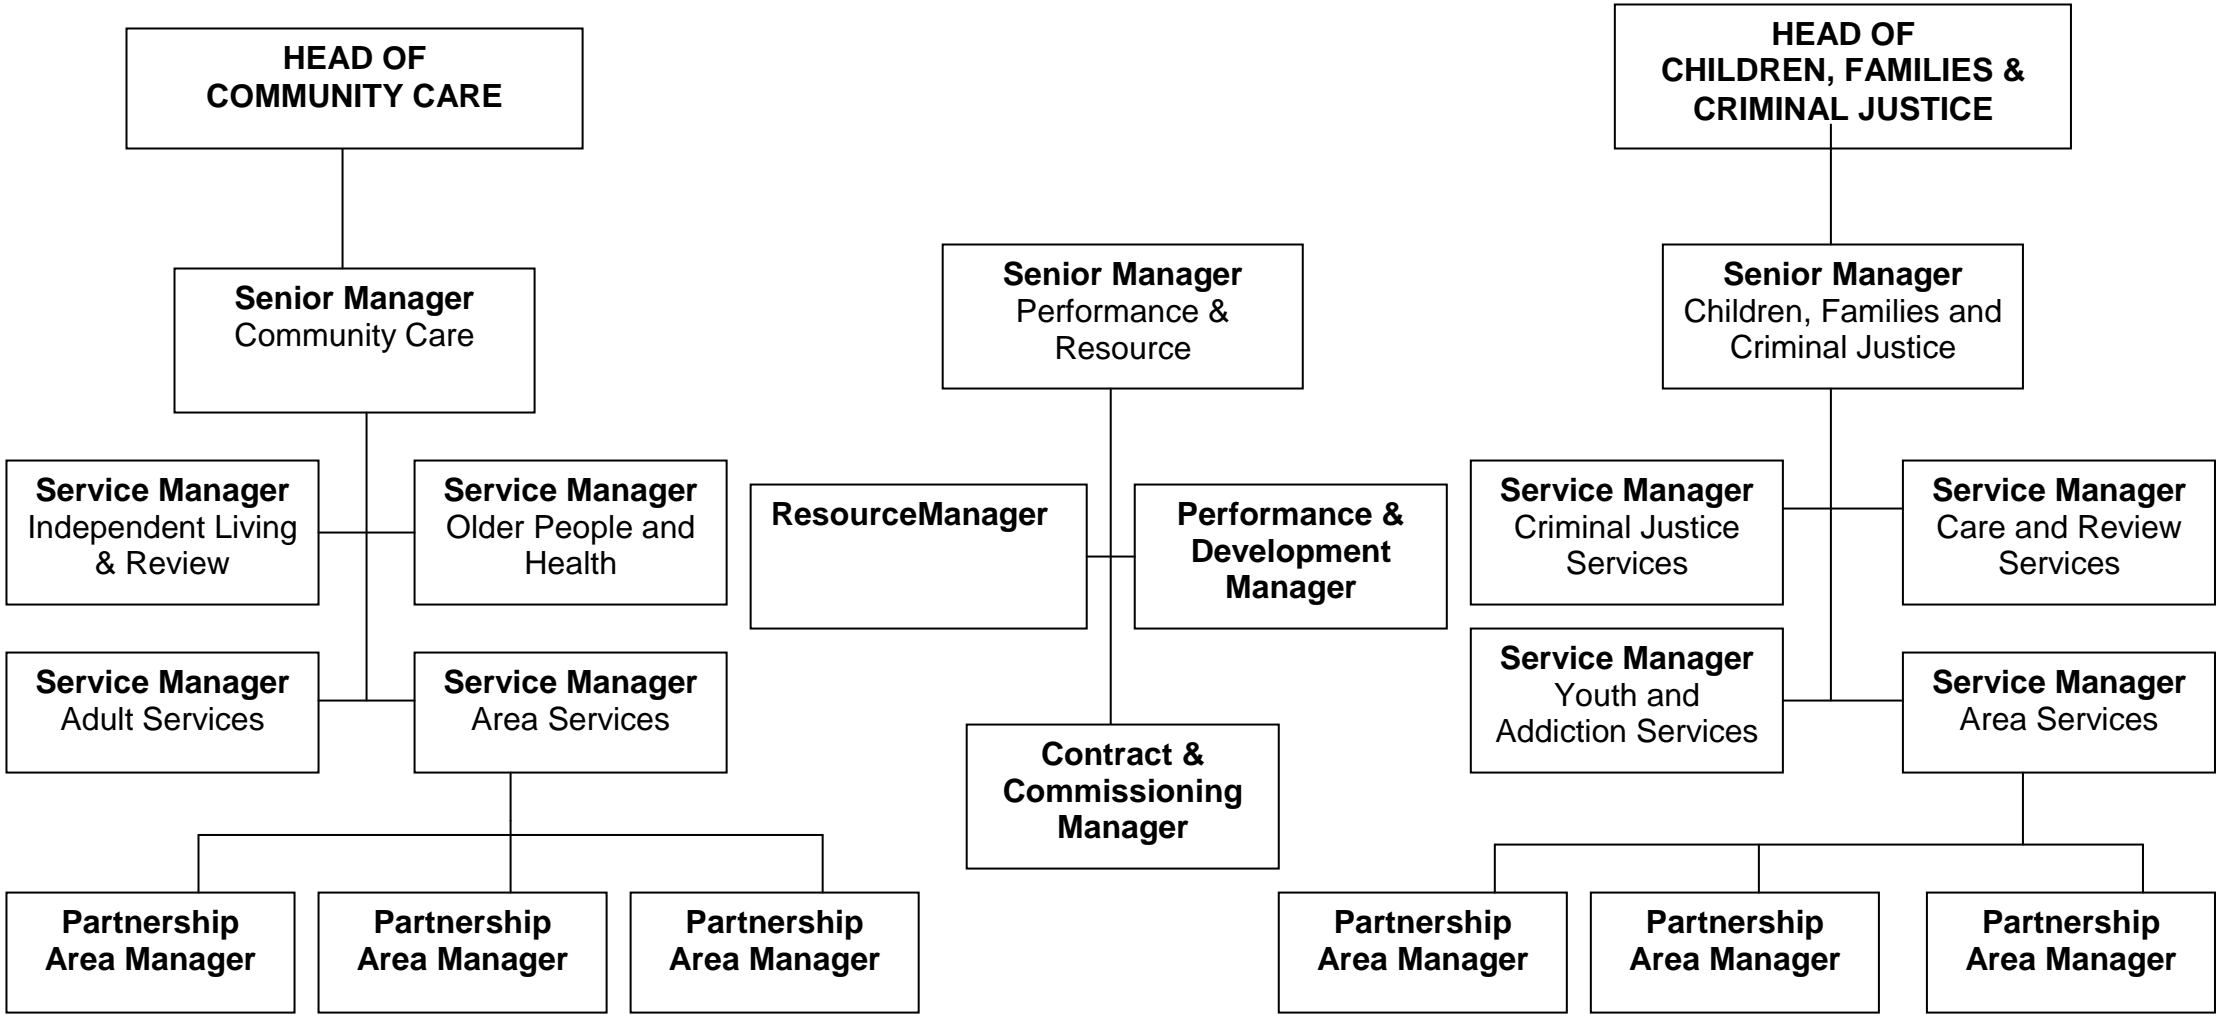 HEAD OF
COMMUNITY CARE
HEAD OF
CHILDREN, FAMILIES &
CRIMINAL JUSTICE
Senior Manager
Community Care
Senior Manager
Performance &
Resource
Senior Manager
Children, Families and
Criminal Justice
Service Manager
Independent Living
& Review
Service Manager
Older People and
Health
ResourceManager
Performance &
Development
Manager
Service Manager
Criminal Justice
Services
Service Manager
Care and Review
Services
Service Manager
Adult Services
Service Manager
Area Services
Contract &
Commissioning
Manager
Service Manager
Youth and
Addiction Services
Service Manager
Area Services
Partnership
Area Manager
Partnership
Area Manager
Partnership
Area Manager
Partnership
Area Manager
Partnership
Area Manager
Partnership
Area Manager